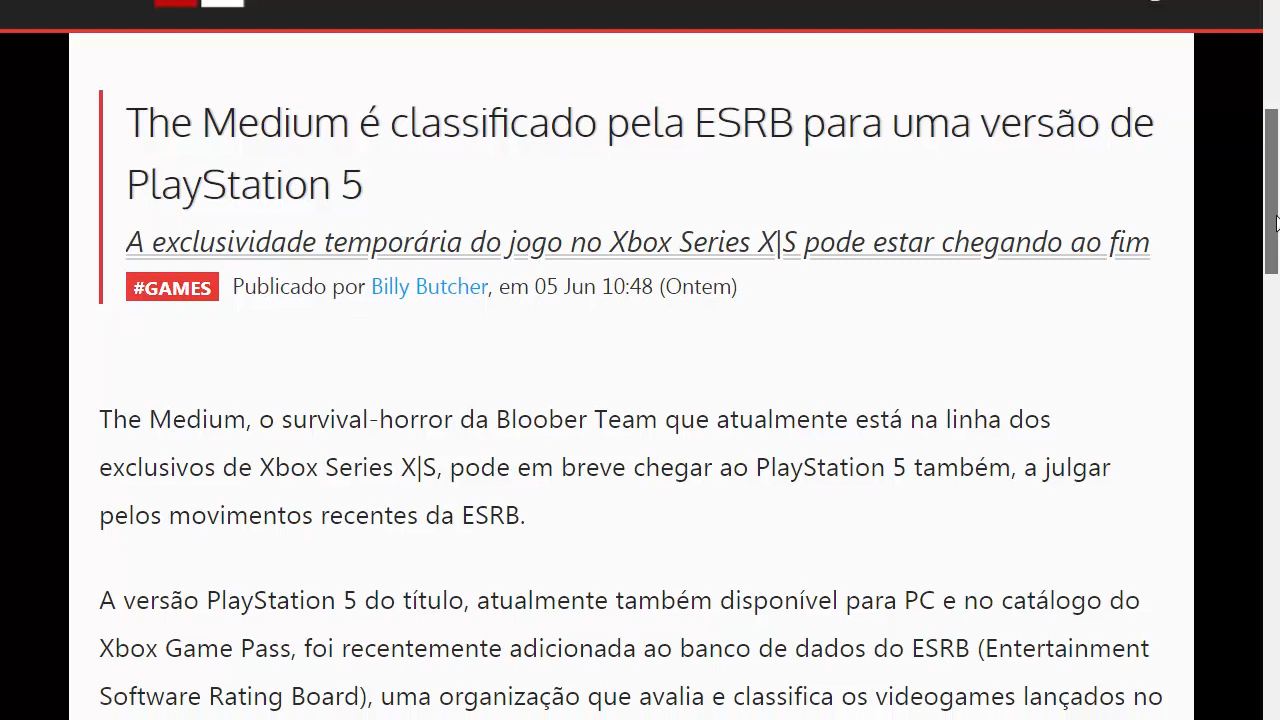 The Medium é classificado pela ESRB para uma versão de
PlayStation 5
A exclusividade temporária do jogo no Xbox Series X|S pode estar chegando ao fim
#GAMES Publicado por Billy Butcher, em 05 Jun 10:48 (Ontem)
The Medium, o survival-horror da Bloober Team que atualmente está na linha dos
exclusivos de Xbox Series X|S, pode em breve chegar ao PlayStation 5 também, a julgar
pelos movimentos recentes da ESRB.
A versão PlayStation 5 do título, atualmente também disponível para PC e no catálogo do
Xbox Game Pass, foi recentemente adicionada ao banco de dados do ESRB (Entertainment
Software Rating Board), uma organização que avalia e classifica os videogames lançados no